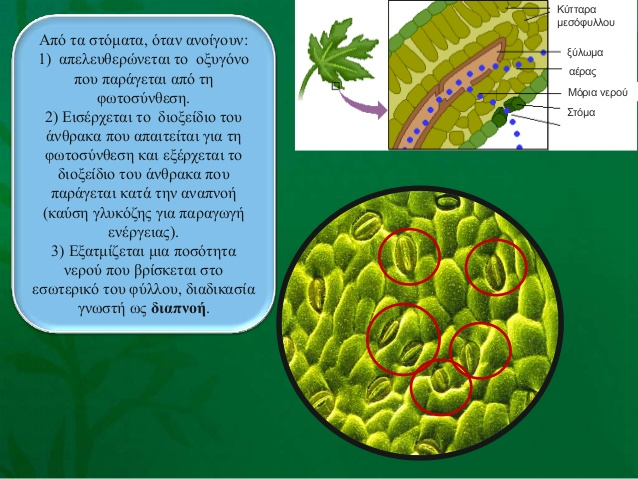 Από τα στόματα, όταν ανοίγουν:
1) απελευθερώνεται το οξυγόνο
που παράγεται από τη
φωτοσύνθεση.
2) Εισέρχεται το διοξείδιο του
άνθρακα που απαιτείται για τη
φωτοσύνθεση και εξέρχεται το
διοξείδιο του άνθρακα που
παράγεται κατά την αναπνοή
(καύση γλυκόζης για παραγωγή
ενέργειας).
3) Εξατμίζεται μια ποσότητα
νερού που βρίσκεται στο
εσωτερικό του φύλλου, διαδικασία
γνωστή ως διαπνοή.
Κύτταρα
μεσόφυλλου
ξύλωμα
αέρας
Μόρια νερού
Στόμα